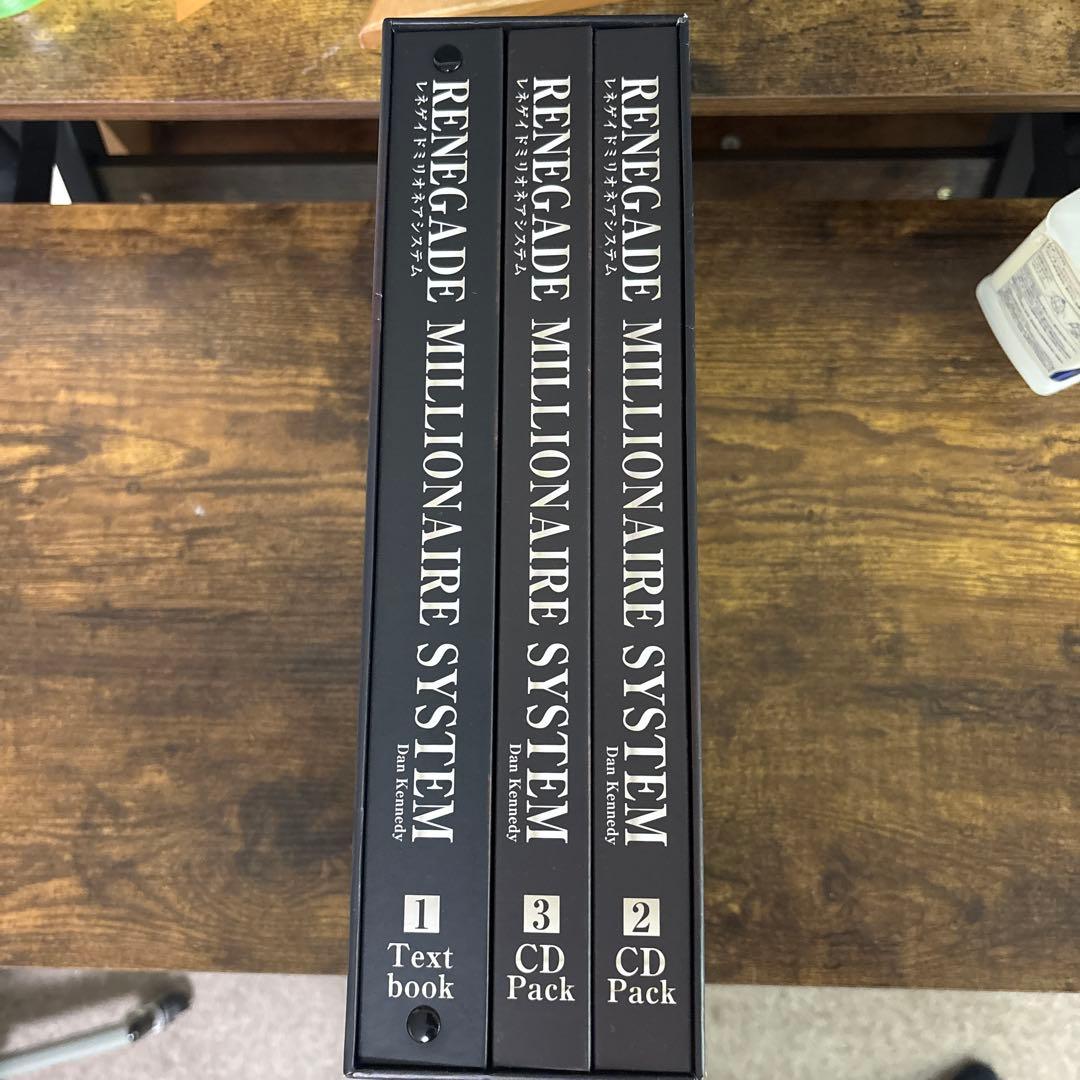 RENEGADE MILLIONAIRE SYSTEM
レネゲイドミリオネアシステム
Dan Kennedy
1
Text
book
RENEGADE MILLIONAIRE SYSTEM
レネゲイドミリオネアシステム
Dan Kennedy
3
CD
Pack
RENEGADE MILLIONAIRE SYSTEM
レネゲイドミリオネアシステム
Dan Kennedy
2
CD
Pack